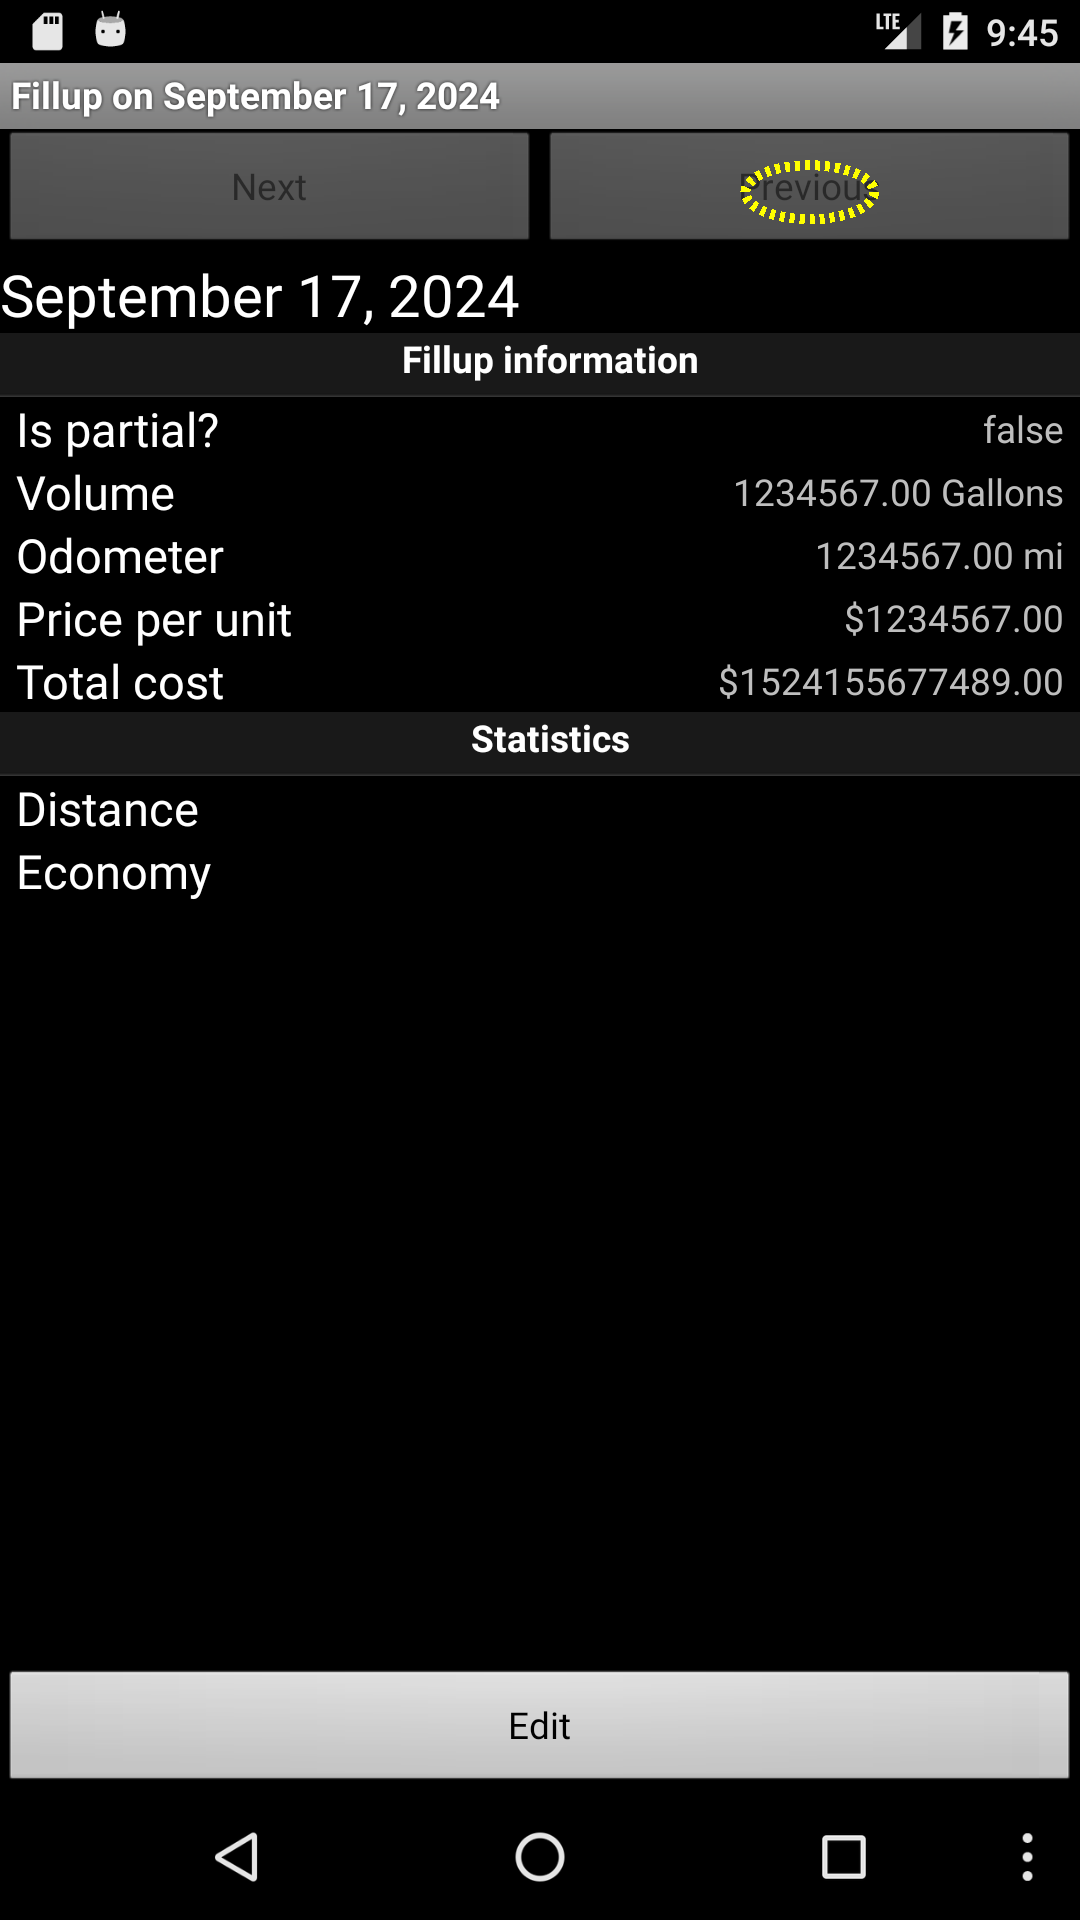 LTE 9:45
Fillup on September 17, 2024
Next Previous
September 17, 2024
Fillup information
Is partial? false
Volume 1234567.00 Gallons
Odometer 1234567.00 mi
Price per unit $1234567.00
Total cost $1524155677489.00
Statistics
Distance
Economy
Edit